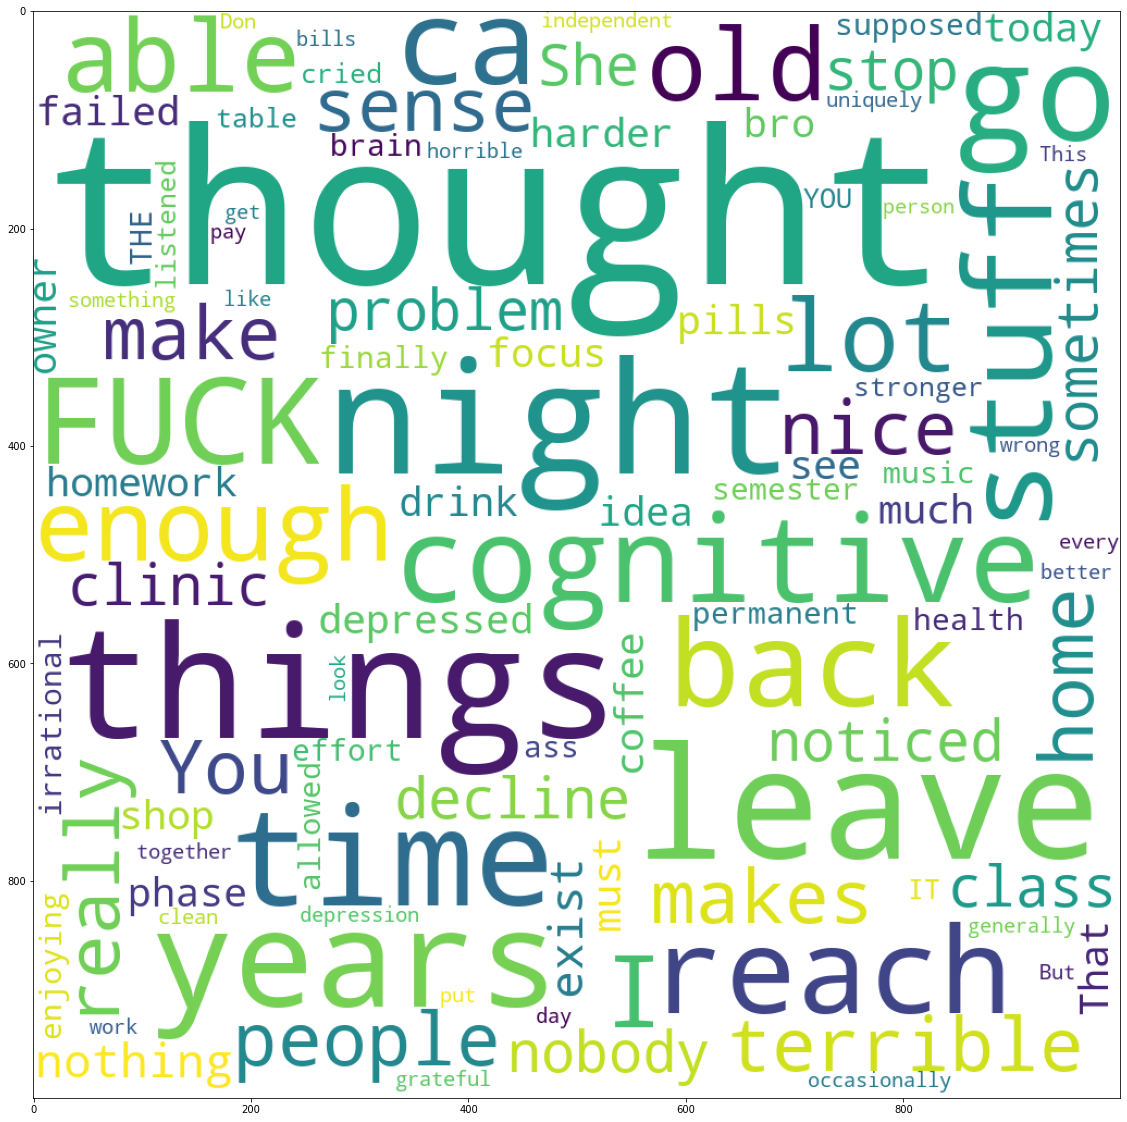 0
200
400
600
800
0
200
400
600
800
able
Don
bills
ca
independent
She
old
supposed
today
stop
go
failed
table
cried
sense
brain
horrible
harder
bro
uniquely
This
thought
YOU
person
THE
listened
get
pay
something
like
owner
make
problem
pills
lot
stuff
sometimes
finally
focus
FUCK
night
stronger
nice
wrong
homework
drink
see
idea
semester
music
much
enough
cognitive
every
better
clinic
depressed
permanent
health
home
irrational
things
look
coffee
back
You
effort
ass
noticed
really
allowed
decline
leave
shop
time
together
phase
exist
must
makes
IT
class
clean
depression
generally
enjoying
years
put
I
reach
But
That
work
day
nothing
people
nobody
terrible
grateful
occasionally